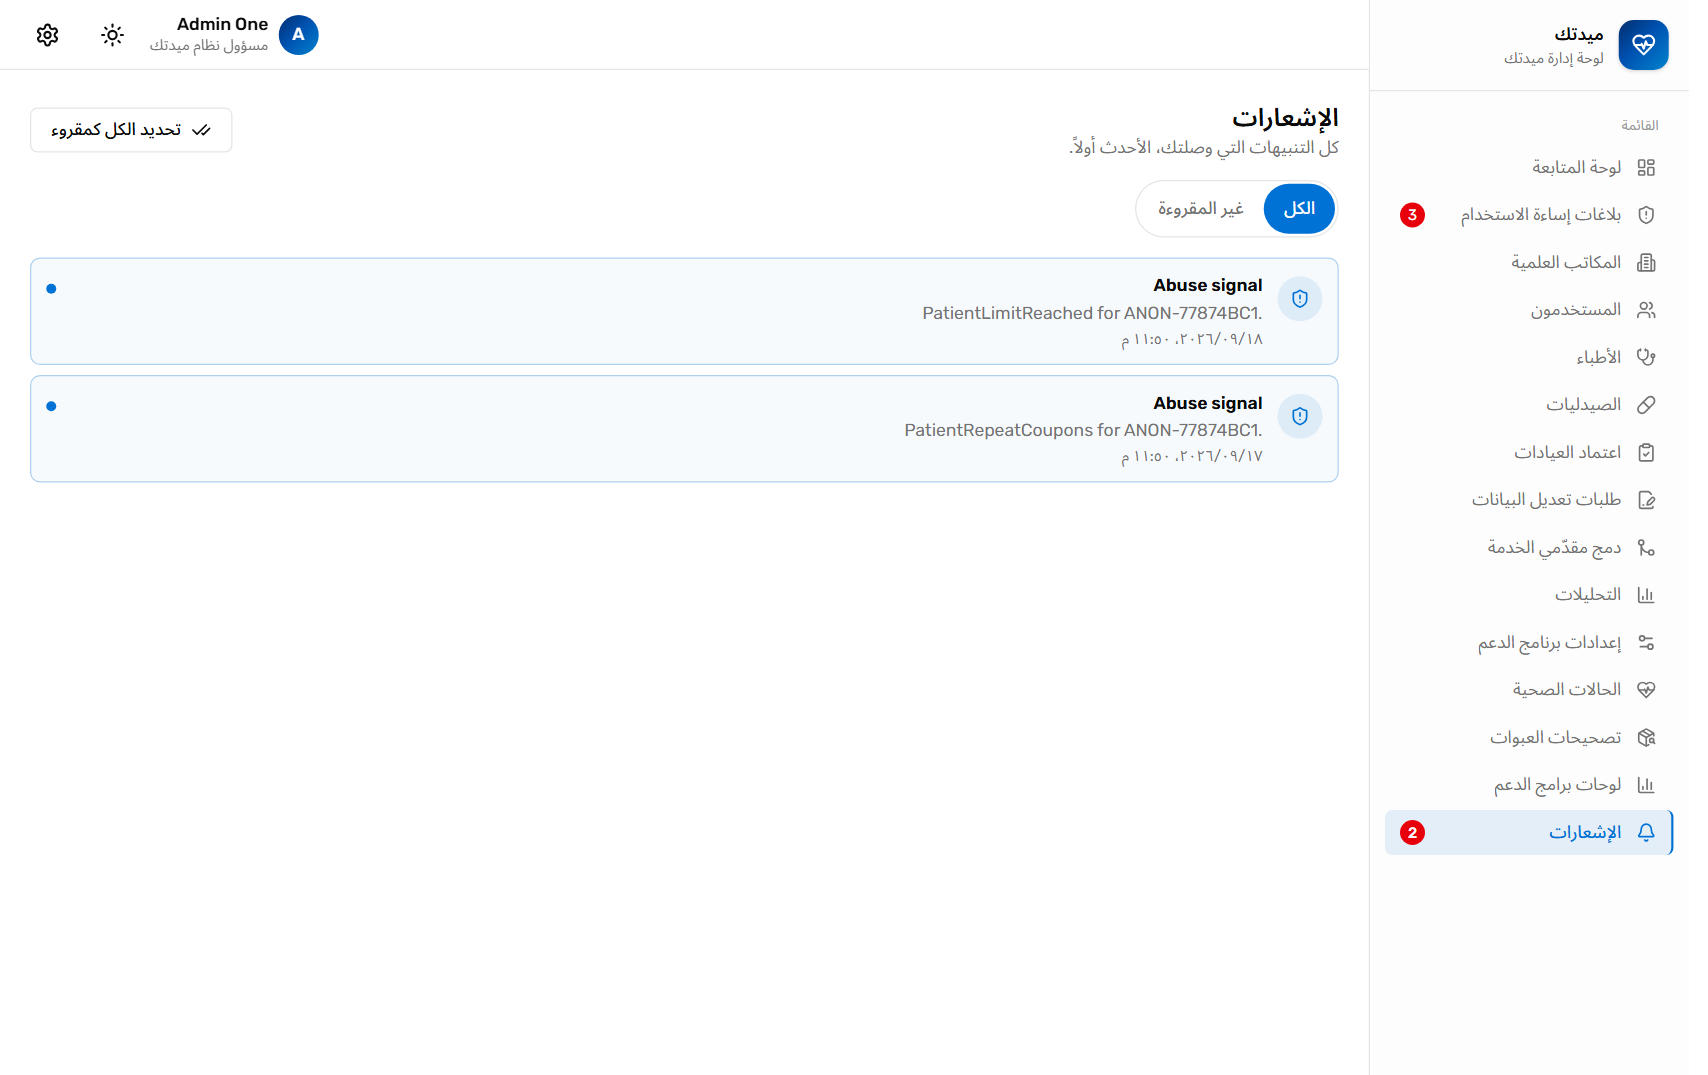 ميدتك
لوحة إدارة ميدتك
القائمة
لوحة المتابعة
بلاغات إساءة الاستخدام 3
المكاتب العلمية
المستخدمون
الأطباء
الصيدليات
اعتماد العيادات
طلبات تعديل البيانات
دمج مقدّمي الخدمة
التحليلات
إعدادات برنامج الدعم
الحالات الصحية
تصحيحات العبوات
لوحات برامج الدعم
الإشعارات 2
A
Admin One
مسؤول نظام ميدتك
الإشعارات
كل التنبيهات التي وصلتك، الأحدث أولاً.
تحديد الكل كمقروء
الكل
غير المقروءة
Abuse signal
PatientLimitReached for ANON-77874BC1.
٢٠٢٦/٠٩/١٨، ١١:٥٠ م
Abuse signal
PatientRepeatCoupons for ANON-77874BC1.
٢٠٢٦/٠٩/١٧، ١١:٥٠ م